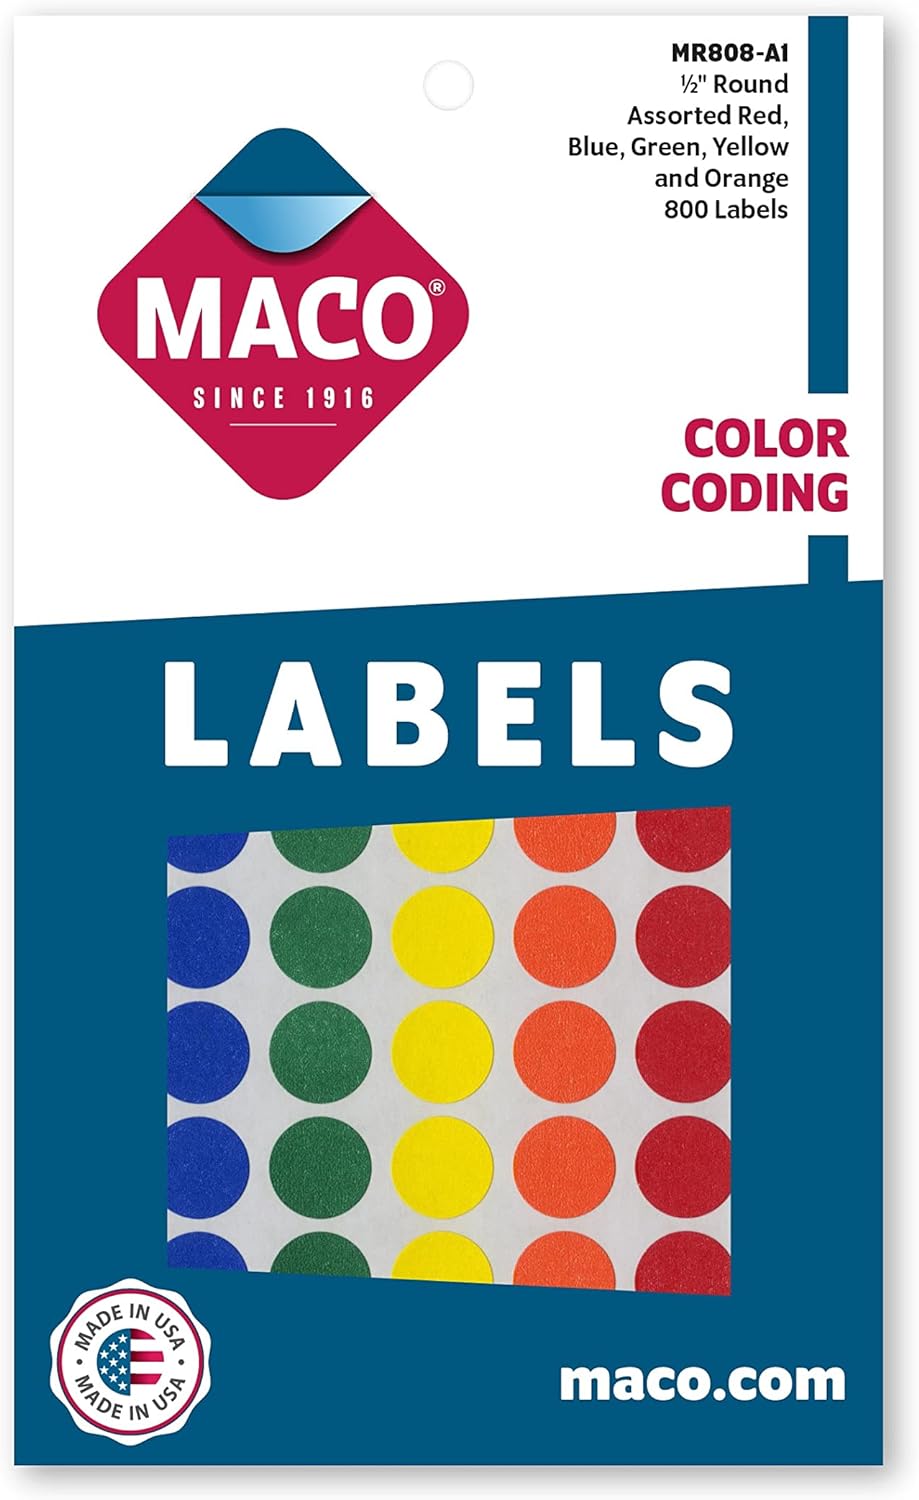 MR808-A1
½" Round
Assorted Red,
Blue, Green, Yellow
and Orange
800 Labels
MACO®
SINCE 1916
COLOR
CODING
LABELS
MADE IN USA
MADE IN USA
maco.com